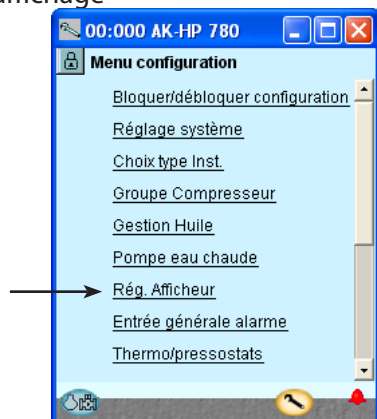 affichage
00:000 AK-HP 780
Menu configuration
Bloquer/débloquer configuration
Réglage système
Choix type Inst.
Groupe Compresseur
Gestion Huile
Pompe eau chaude
Rég. Afficheur
Entrée générale alarme
Thermo/pressostats